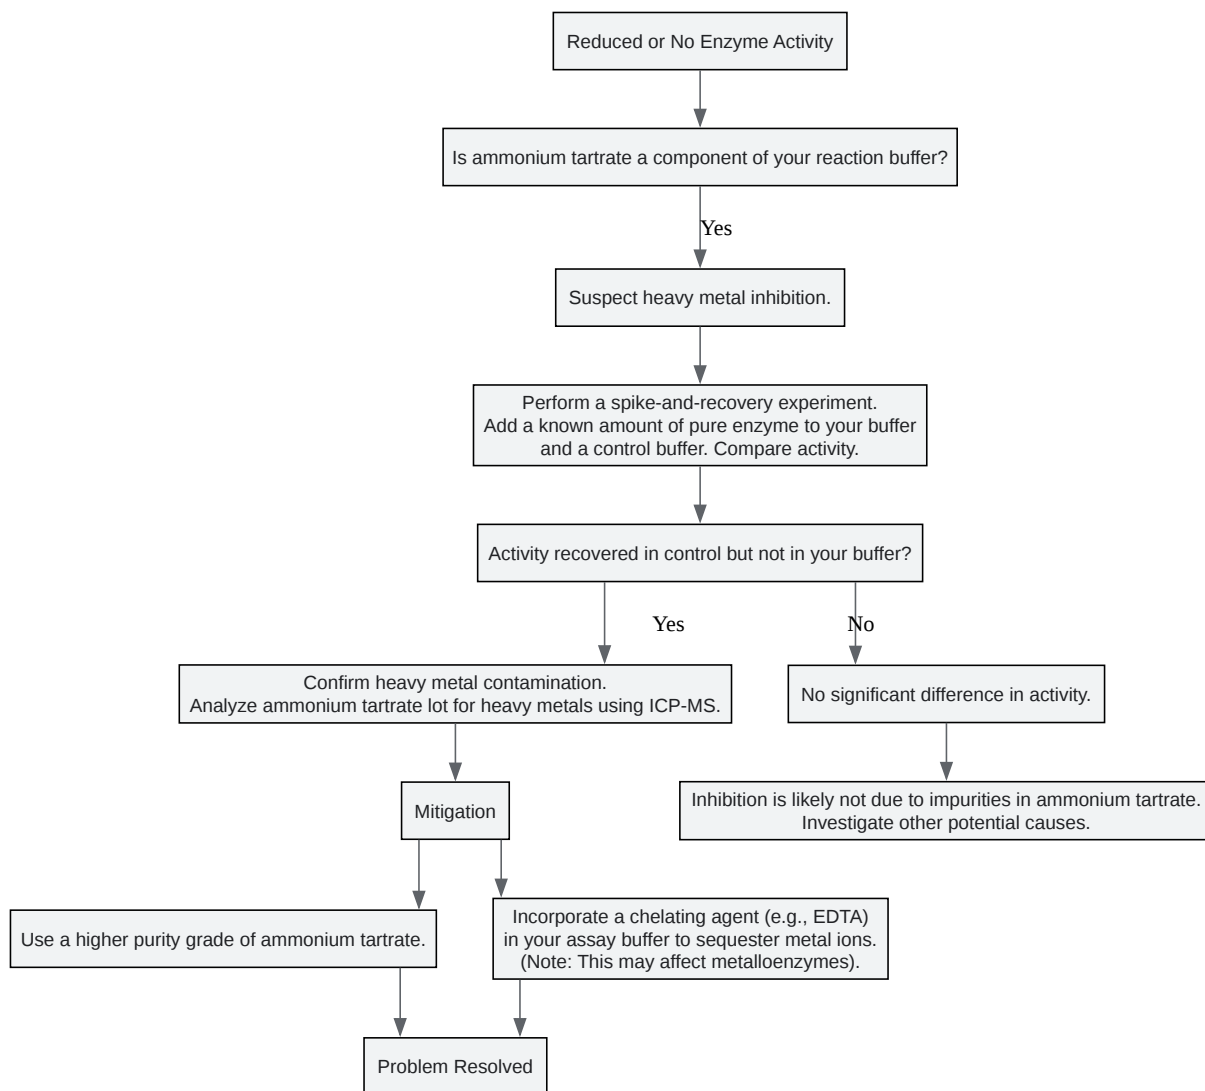 Reduced or No Enzyme Activity
Is ammonium tartrate a component of your reaction buffer?
Yes
Suspect heavy metal inhibition.
Perform a spike-and-recovery experiment.
Add a known amount of pure enzyme to your buffer
and a control buffer. Compare activity.
Activity recovered in control but not in your buffer?
Yes
No
Confirm heavy metal contamination.
Analyze ammonium tartrate lot for heavy metals using ICP-MS.
No significant difference in activity.
Mitigation
Inhibition is likely not due to impurities in ammonium tartrate.
Investigate other potential causes.
Use a higher purity grade of ammonium tartrate.
Incorporate a chelating agent (e.g., EDTA)
in your assay buffer to sequester metal ions.
(Note: This may affect metalloenzymes).
Problem Resolved